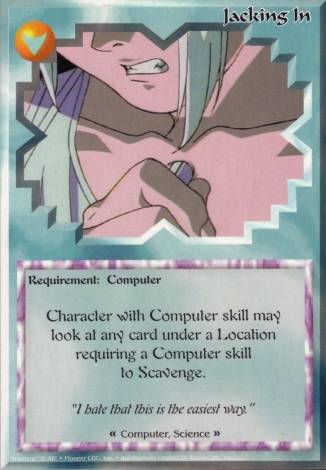 Jacking In
Requirement: Computer
Character with Computer skill may
look at any card under a Location
requiring a Computer skill
to Scavenge.
"I hate that this is the easiest way."
« Computer, Science »